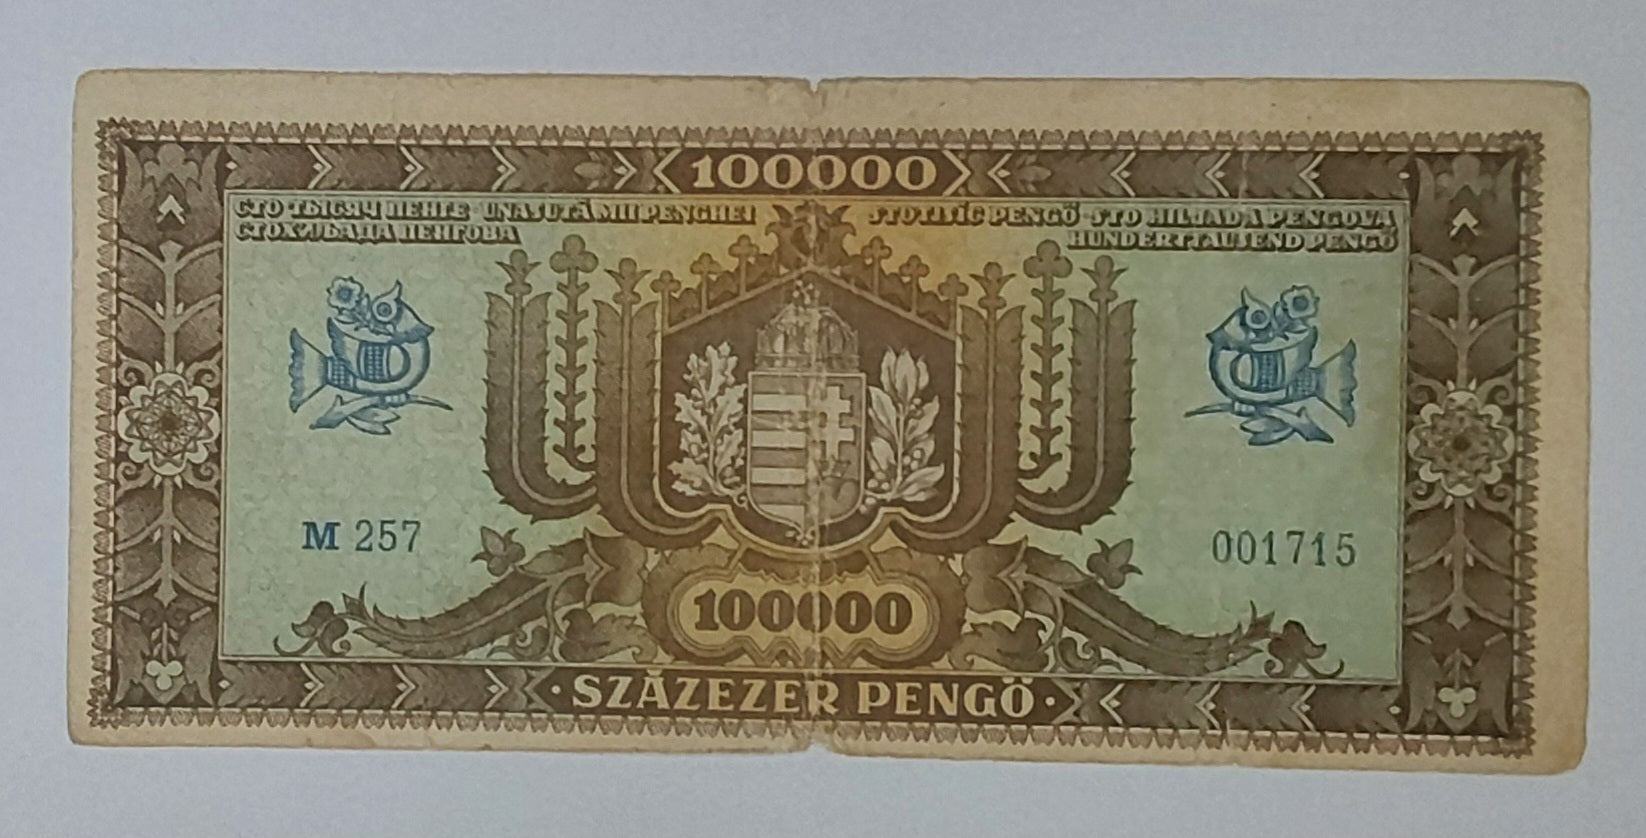 100000
СТО ТЫСЯЧ ПЕНГЕ · UNASUTĂ MII PENGHEI
СТОХИЉАДА ПЕНГОВА
STOTISÍC PENGÖ · STO HILJADA PENGOVA
HUNDERTTAUSEND PENGÖ
M 257
001715
100000
· SZÁZEZER PENGŐ ·